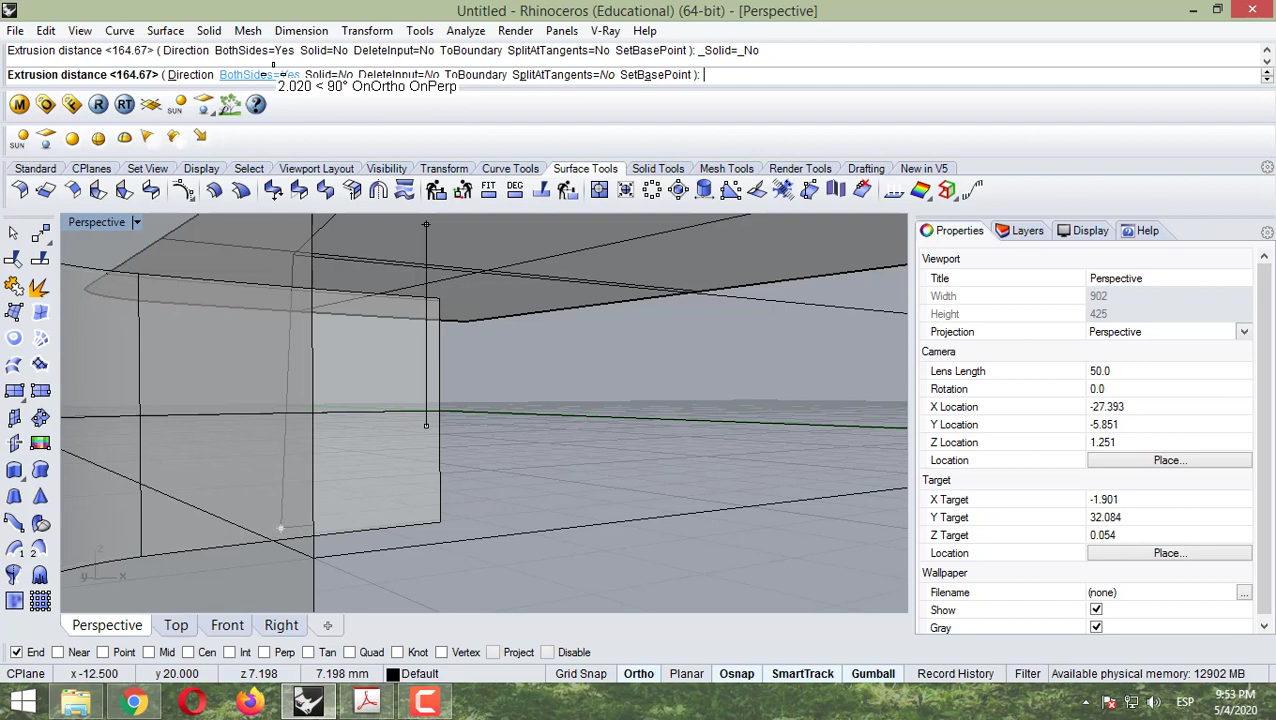 Untitled - Rhinoceros (Educational) (64-bit) - [Perspective]
File Edit View Curve Surface Solid Mesh Dimension Transform Tools Analyze Render Panels V-Ray Help
Extrusion distance <164.67> ( Direction BothSides=Yes Solid=No DeleteInput=No ToBoundary SplitAtTangents=No SetBasePoint ): _Solid=_No
Extrusion distance <164.67> ( Direction BothSides=Yes Solid=No DeleteInput=No ToBoundary SplitAtTangents=No SetBasePoint ):
2.020 < 90° OnOrtho OnPerp
M O F R RT SUN ?
SUN
Standard CPlanes Set View Display Select Viewport Layout Visibility Transform Curve Tools Surface Tools Solid Tools Mesh Tools Render Tools Drafting New in V5
FIT DEG
Perspective
Properties Layers Display Help
Viewport
Title Perspective
Width 902
Height 425
Projection Perspective
Camera
Lens Length 50.0
Rotation 0.0
X Location -27.393
Y Location -5.851
Z Location 1.251
Location Place...
Target
X Target -1.901
Y Target 32.084
Z Target 0.054
Location Place...
Wallpaper
Filename (none) ...
Show
Gray
z
y x
Perspective Top Front Right
End Near Point Mid Cen Int Perp Tan Quad Knot Vertex Project Disable
CPlane x -12.500 y 20.000 z 7.198 7.198 mm Default Grid Snap Ortho Planar Osnap SmartTrack Gumball Record History Filter Available physical memory: 12902 MB
ESP
9:53 PM
5/4/2020